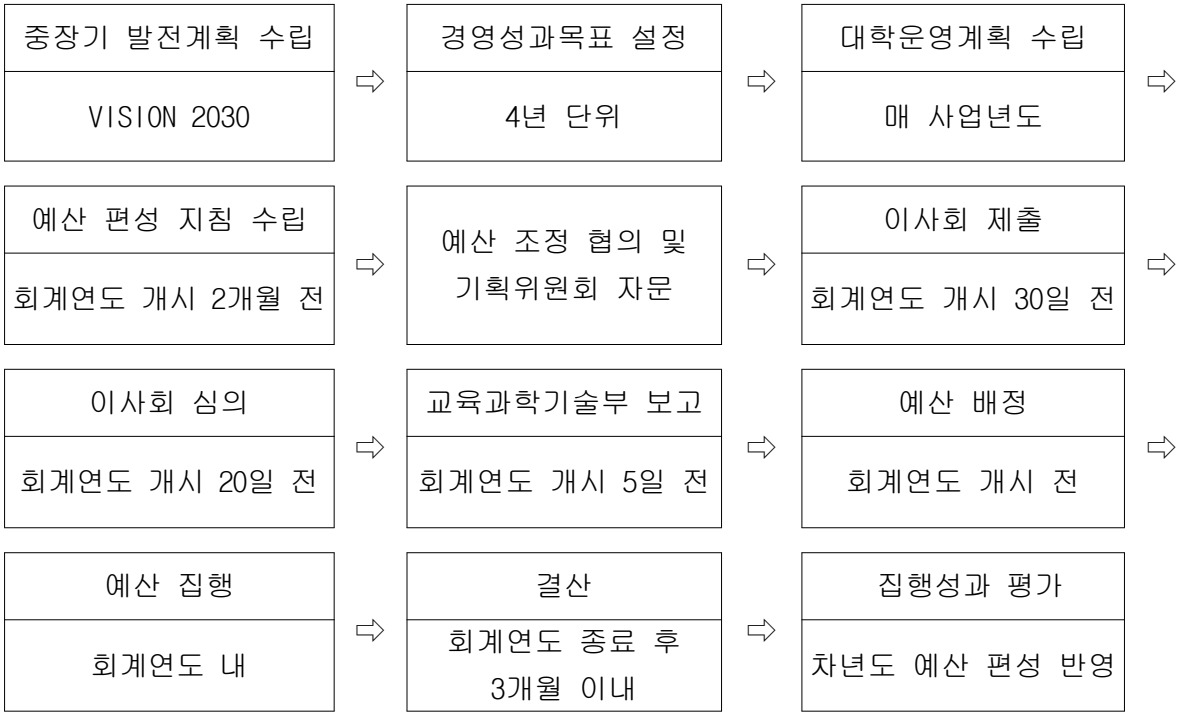 중장기 발전계획 수립
VISION 2030
⇨
경영성과목표 설정
4년 단위
⇨
대학운영계획 수립
매 사업년도
⇨
예산 편성 지침 수립
회계연도 개시 2개월 전
⇨
예산 조정 협의 및
기획위원회 자문
⇨
이사회 제출
회계연도 개시 30일 전
⇨
이사회 심의
회계연도 개시 20일 전
⇨
교육과학기술부 보고
회계연도 개시 5일 전
⇨
예산 배정
회계연도 개시 전
⇨
예산 집행
회계연도 내
⇨
결산
회계연도 종료 후
3개월 이내
⇨
집행성과 평가
차년도 예산 편성 반영